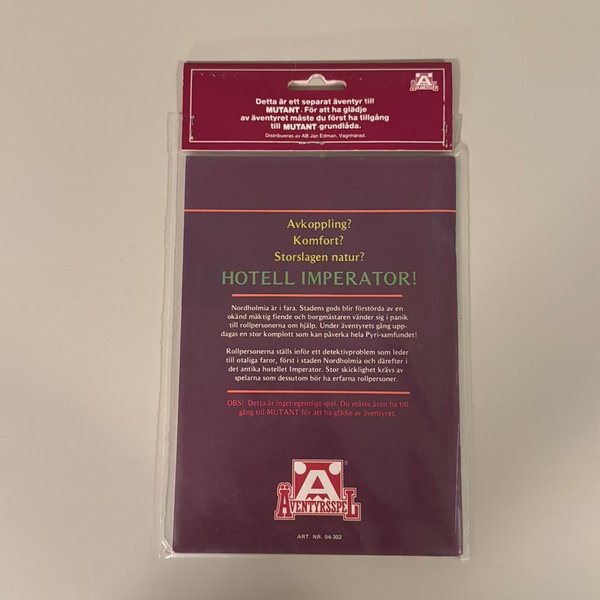 Detta är ett separat äventyr till
MUTANT. För att ha glädje
av äventyret måste du först ha tillgång
till MUTANT grundlåda.
Distribueras av AB Jan Edman, Vagnhärad.
Avkoppling?
Komfort?
Storslagen natur?
HOTELL IMPERATOR!
Nordholmia är i fara. Stadens gods blir förstörda av en
okänd mäktig fiende och borgmästaren vänder sig i panik
till rollpersonerna om hjälp. Under äventyrets gång upp-
dagas en stor komplott som kan påverka hela Pyri-samfundet!
Rollpersonerna ställs inför ett detektivproblem som leder
till otaliga faror, först i staden Nordholmia och därefter i
det antika hotellet Imperator. Stor skicklighet krävs av
spelarna som dessutom bör ha erfarna rollpersoner.
OBS! Detta är inget egentligt spel. Du måste även ha till-
gång till MUTANT för att ha glädje av äventyret.
A
ÄVENTYRSSPEL
ART. NR. 04-302